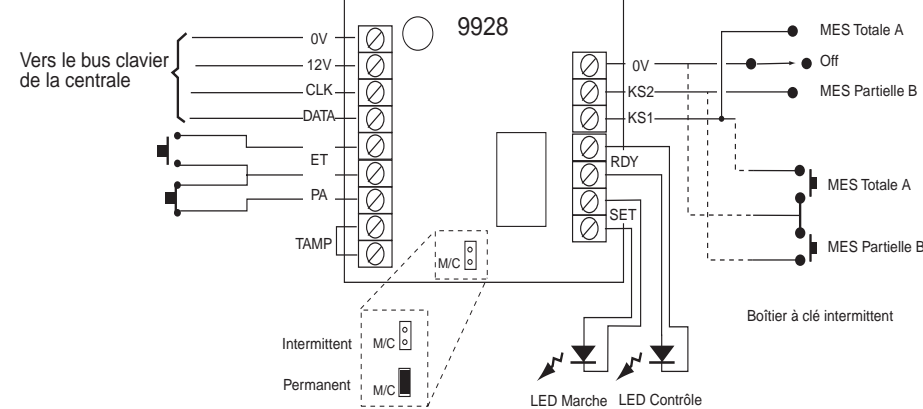 9928
Vers le bus clavier
de la centrale
0V
12V
CLK
DATA
ET
PA
TAMP
0V
KS2
KS1
RDY
SET
MES Totale A
Off
MES Partielle B
MES Totale A
MES Partielle B
Boîtier à clé intermittent
M/C
Intermittent
M/C
Permanent
M/C
LED Marche
LED Contrôle